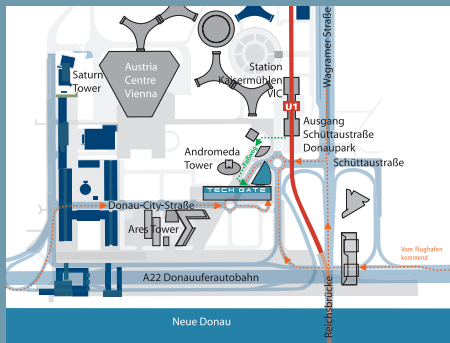 Wagramer Straße
Austria
Centre
Vienna
Saturn
Tower
Station
Kaisermühlen
VIC
U1
Ausgang
Schüttaustraße
Donaupark
Fußweg
Andromeda
Tower
Schüttaustraße
TECH GATE
Donau-City-Straße
Ares Tower
Vom Flughafen
kommend
A22 Donauuferautobahn
Reichsbrücke
Neue Donau